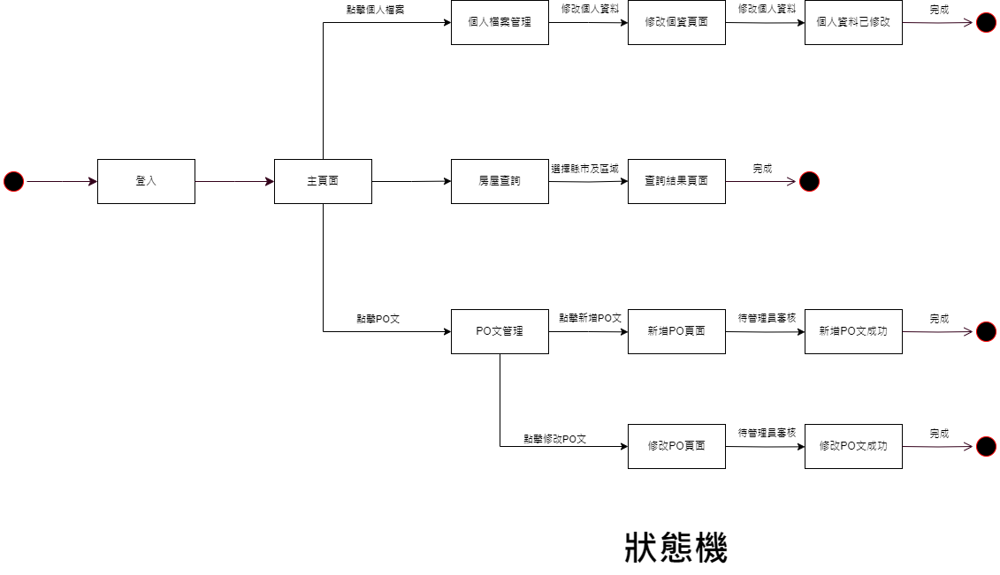 點擊個人檔案
個人檔案管理
修改個人資料
修改個資頁面
修改個人資料
個人資料已修改
完成
登入
主頁面
房屋查詢
選擇縣市及區域
查詢結果頁面
完成
點擊PO文
PO文管理
點擊新增PO文
新增PO頁面
待管理員審核
新增PO文成功
完成
點擊修改PO文
修改PO頁面
待管理員審核
修改PO文成功
完成
狀態機